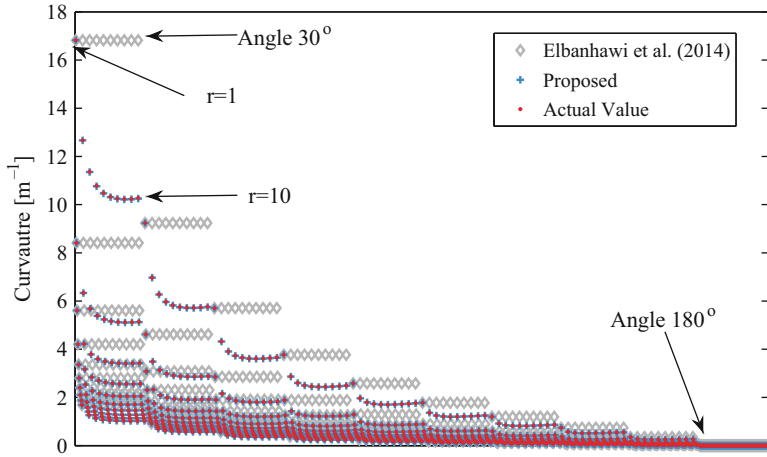 18
16
14
12
10
8
6
4
2
0
Curvautre [m⁻¹]
Angle 30°
r=1
r=10
Angle 180°
Elbanhawi et al. (2014)
Proposed
Actual Value